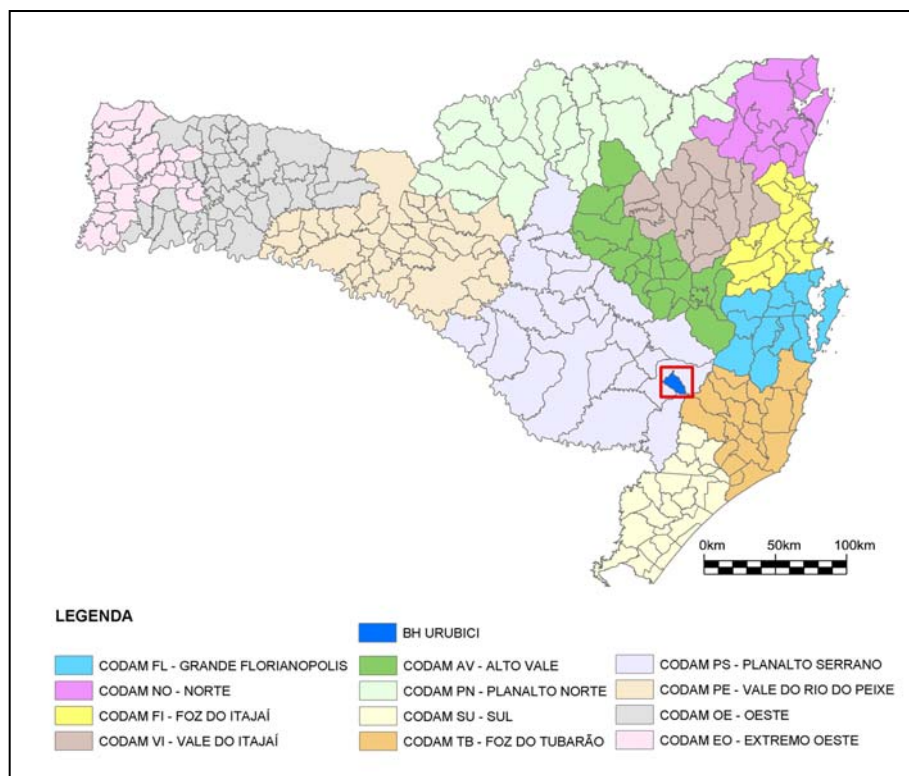 0km 50km 100km
LEGENDA
BH URUBICI
CODAM FL - GRANDE FLORIANOPOLIS
CODAM NO - NORTE
CODAM FI - FOZ DO ITAJAÍ
CODAM VI - VALE DO ITAJAÍ
CODAM AV - ALTO VALE
CODAM PN - PLANALTO NORTE
CODAM SU - SUL
CODAM TB - FOZ DO TUBARÃO
CODAM PS - PLANALTO SERRANO
CODAM PE - VALE DO RIO DO PEIXE
CODAM OE - OESTE
CODAM EO - EXTREMO OESTE